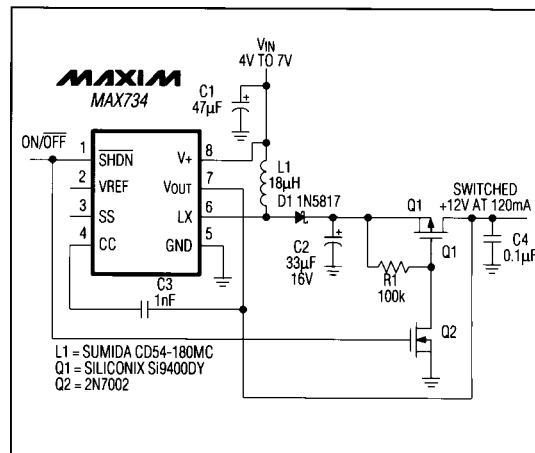 VIN
4V TO 7V
MAXIM
MAX734
C1
47µF
ON/OFF
1
SHDN
V+
8
2
VREF
VOUT
7
3
SS
LX
6
4
CC
GND
5
L1
18µH
D1 1N5817
C2
33µF
16V
Q1
SWITCHED
+12V AT 120mA
Q1
C4
0.1µF
R1
100k
C3
1nF
Q2
L1 = SUMIDA CD54-180MC
Q1 = SILICONIX Si9400DY
Q2 = 2N7002